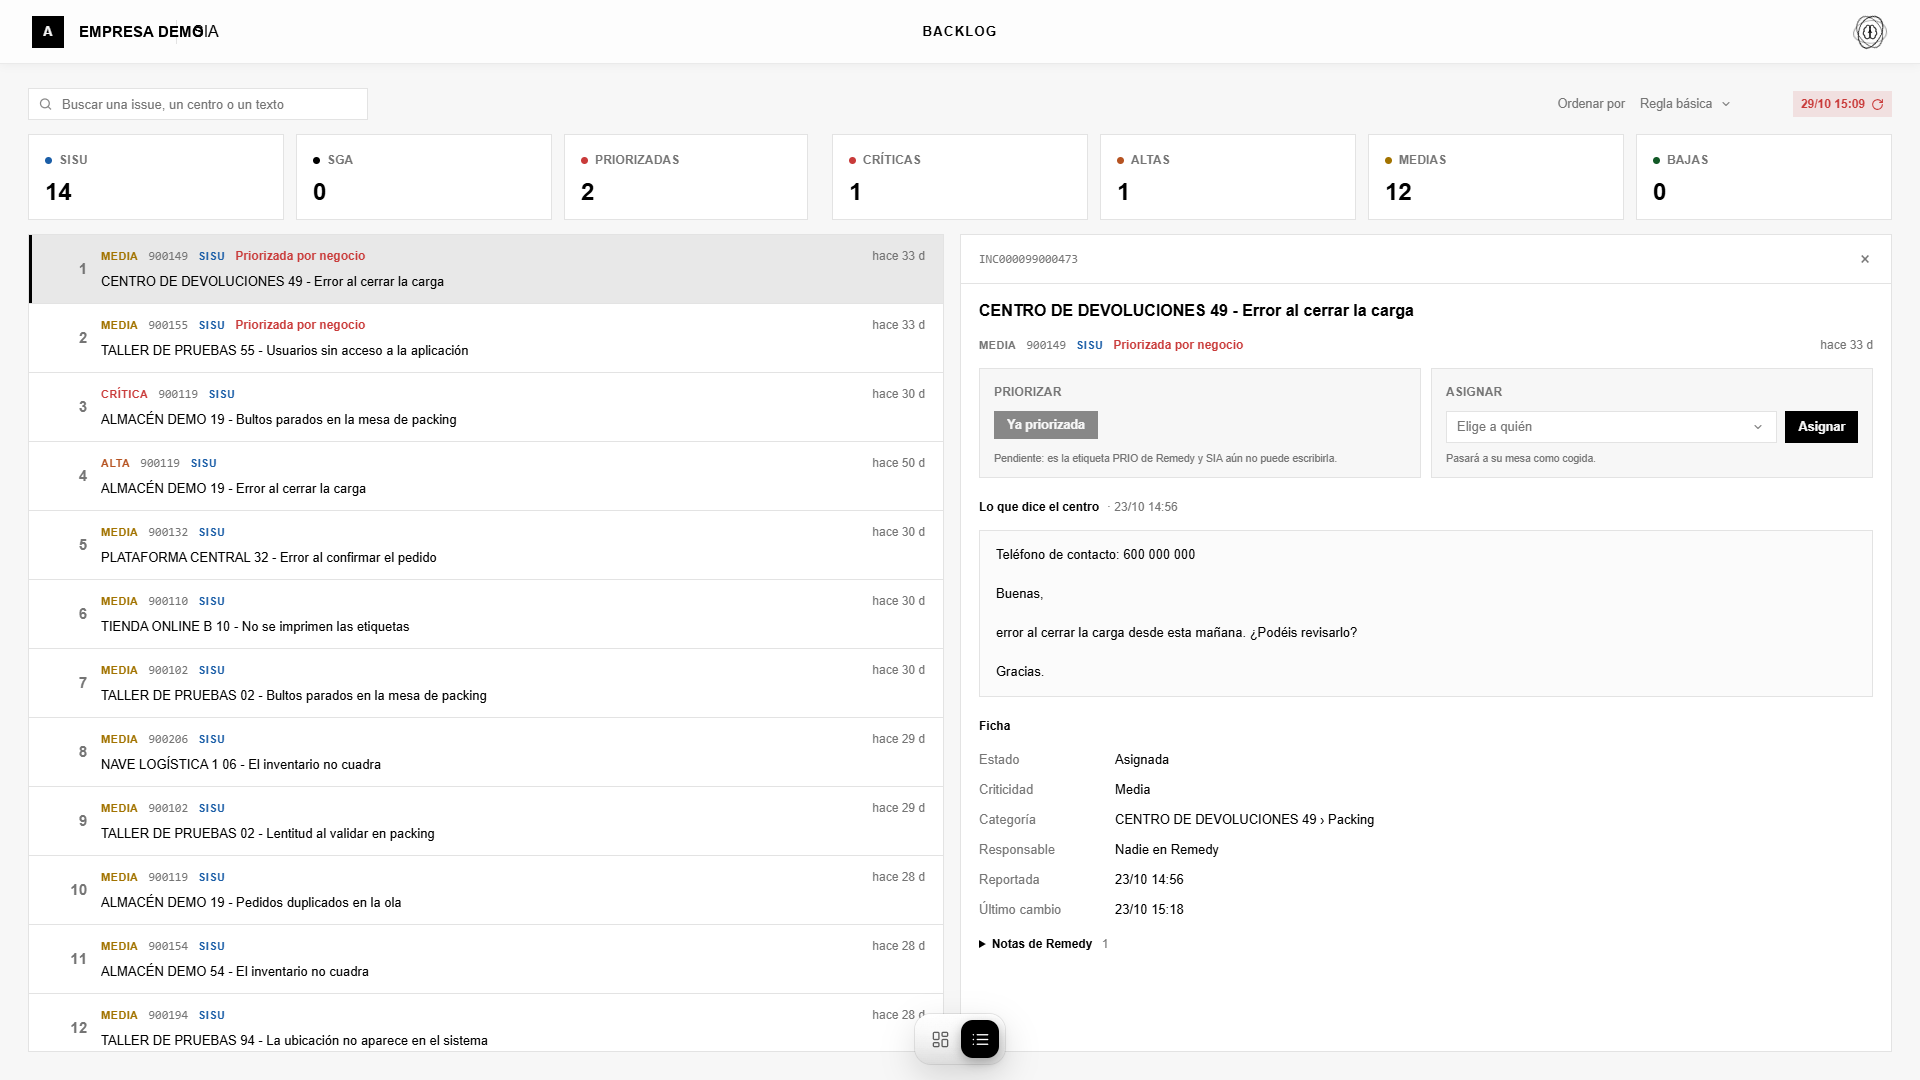 A EMPRESA DEMO SIA
BACKLOG
Buscar una issue, un centro o un texto
Ordenar por Regla básica
29/10 15:09
SISU
14
SGA
0
PRIORIZADAS
2
CRÍTICAS
1
ALTAS
1
MEDIAS
12
BAJAS
0
1
MEDIA 900149 SISU Priorizada por negocio hace 33 d
CENTRO DE DEVOLUCIONES 49 - Error al cerrar la carga
2
MEDIA 900155 SISU Priorizada por negocio hace 33 d
TALLER DE PRUEBAS 55 - Usuarios sin acceso a la aplicación
3
CRÍTICA 900119 SISU hace 30 d
ALMACÉN DEMO 19 - Bultos parados en la mesa de packing
4
ALTA 900119 SISU hace 50 d
ALMACÉN DEMO 19 - Error al cerrar la carga
5
MEDIA 900132 SISU hace 30 d
PLATAFORMA CENTRAL 32 - Error al confirmar el pedido
6
MEDIA 900110 SISU hace 30 d
TIENDA ONLINE B 10 - No se imprimen las etiquetas
7
MEDIA 900102 SISU hace 30 d
TALLER DE PRUEBAS 02 - Bultos parados en la mesa de packing
8
MEDIA 900206 SISU hace 29 d
NAVE LOGÍSTICA 1 06 - El inventario no cuadra
9
MEDIA 900102 SISU hace 29 d
TALLER DE PRUEBAS 02 - Lentitud al validar en packing
10
MEDIA 900119 SISU hace 28 d
ALMACÉN DEMO 19 - Pedidos duplicados en la ola
11
MEDIA 900154 SISU hace 28 d
ALMACÉN DEMO 54 - El inventario no cuadra
12
MEDIA 900194 SISU hace 28 d
TALLER DE PRUEBAS 94 - La ubicación no aparece en el sistema
INC000099000473
CENTRO DE DEVOLUCIONES 49 - Error al cerrar la carga
MEDIA 900149 SISU Priorizada por negocio hace 33 d
PRIORIZAR
Ya priorizada
Pendiente: es la etiqueta PRIO de Remedy y SIA aún no puede escribirla.
ASIGNAR
Elige a quién Asignar
Pasará a su mesa como cogida.
Lo que dice el centro · 23/10 14:56
Teléfono de contacto: 600 000 000
Buenas,
error al cerrar la carga desde esta mañana. ¿Podéis revisarlo?
Gracias.
Ficha
Estado Asignada
Criticidad Media
Categoría CENTRO DE DEVOLUCIONES 49 › Packing
Responsable Nadie en Remedy
Reportada 23/10 14:56
Último cambio 23/10 15:18
Notas de Remedy 1